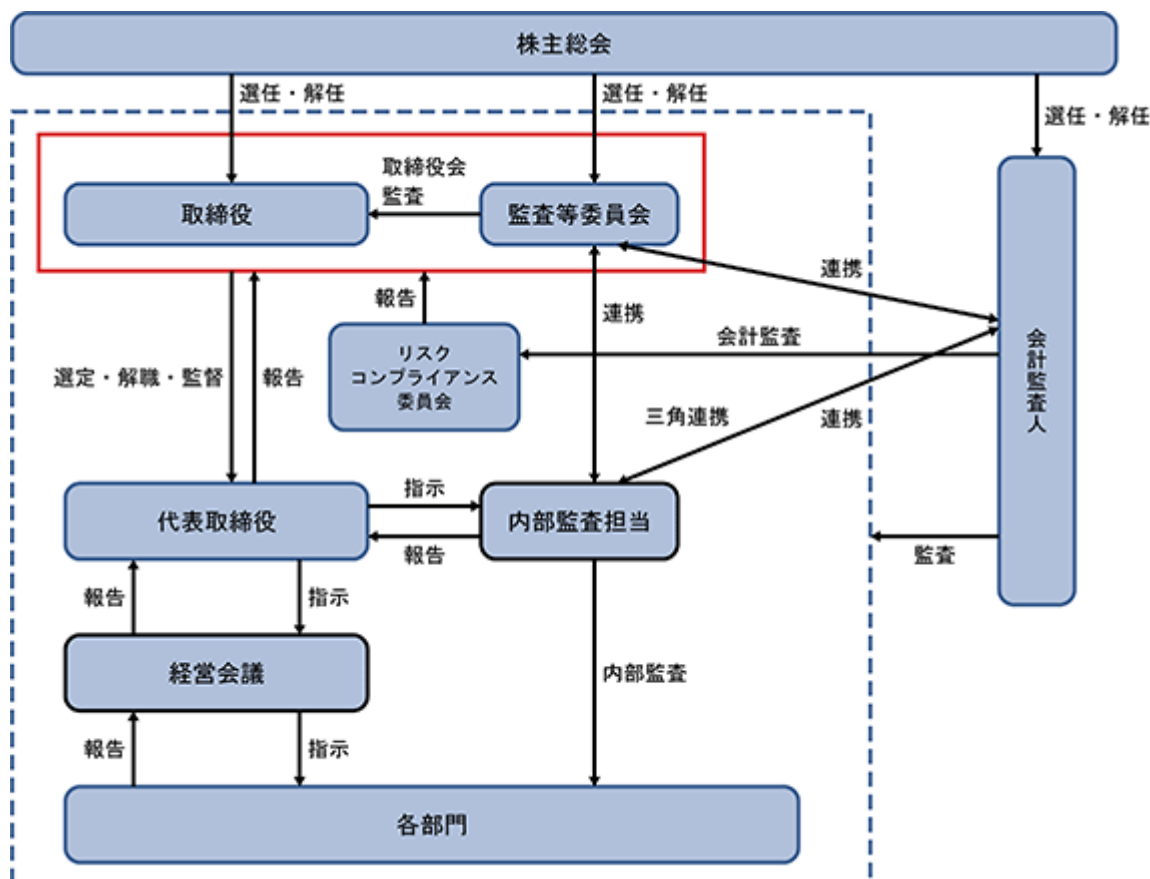 株主総会
選任・解任
選任・解任
選任・解任
取締役会
監査
取締役
監査等委員会
連携
報告
連携
会計監査
リスク
コンプライアンス
委員会
選定・解職・監督
報告
三角連携
連携
会計監査人
代表取締役
指示
報告
内部監査担当
監査
報告
指示
経営会議
内部監査
報告
指示
各部門